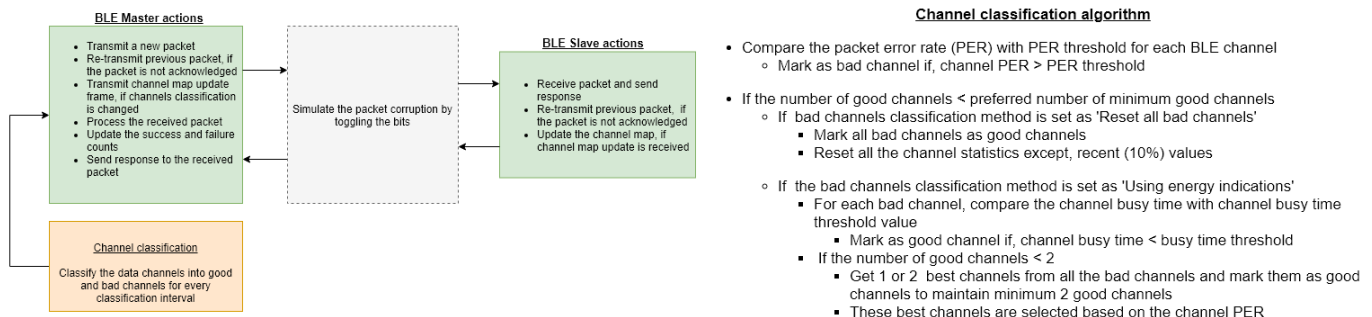 BLE Master actions
• Transmit a new packet
• Re-transmit previous packet, if
the packet is not acknowledged
• Transmit channel map update
frame, if channels classification
is changed
• Process the received packet
• Update the success and failure
counts
• Send response to the received
packet
Channel classification
Classify the data channels into good
and bad channels for every
classification interval
Simulate the packet corruption by
toggling the bits
BLE Slave actions
• Receive packet and send
response
• Re-transmit previous packet, if
the packet is not acknowledged
• Update the channel map, if
channel map update is received
Channel classification algorithm
• Compare the packet error rate (PER) with PER threshold for each BLE channel
○ Mark as bad channel if, channel PER > PER threshold
• If the number of good channels < preferred number of minimum good channels
○ If bad channels classification method is set as 'Reset all bad channels'
▪ Mark all bad channels as good channels
▪ Reset all the channel statistics except, recent (10%) values
○ If the bad channels classification method is set as 'Using energy indications'
▪ For each bad channel, compare the channel busy time with channel busy time
threshold value
▪ Mark as good channel if, channel busy time < busy time threshold
▪ If the number of good channels < 2
▪ Get 1 or 2 best channels from all the bad channels and mark them as good
channels to maintain minimum 2 good channels
▪ These best channels are selected based on the channel PER